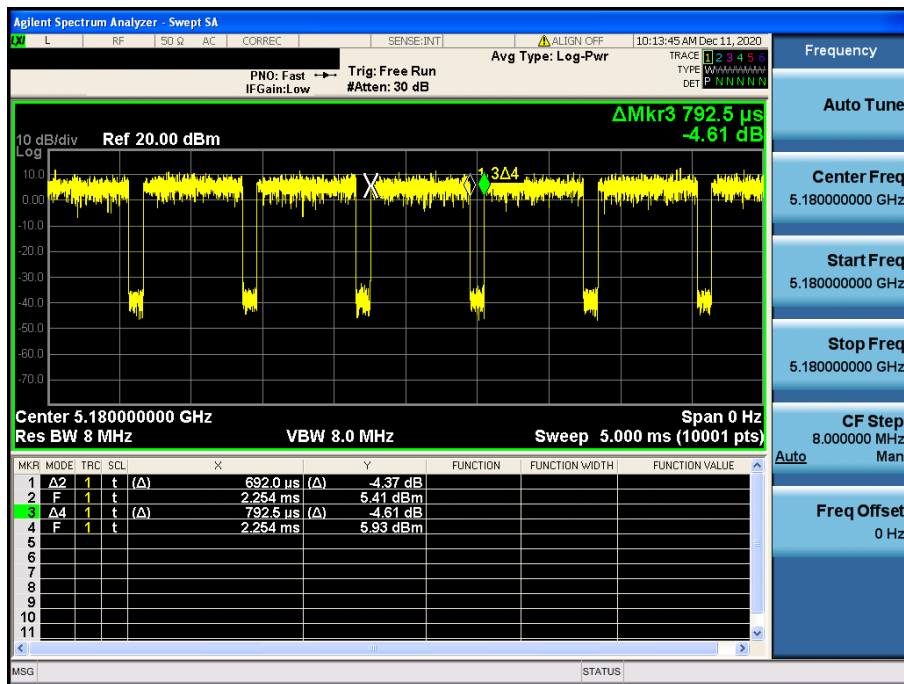 Agilent Spectrum Analyzer - Swept SA
LXI L RF 50 Ω AC CORREC SENSE:INT ALIGN OFF 10:13:45 AM Dec 11, 2020
Avg Type: Log-Pwr TRACE 1 2 3 4 5 6
PNO: Fast Trig: Free Run TYPE WWWWWW
IFGain:Low #Atten: 30 dB DET P N N N N N
ΔMkr3 792.5 µs
-4.61 dB
10 dB/div Ref 20.00 dBm
Log
10.0
0.00
-10.0
-20.0
-30.0
-40.0
-50.0
-60.0
-70.0
1 3Δ4
Center 5.180000000 GHz Span 0 Hz
Res BW 8 MHz VBW 8.0 MHz Sweep 5.000 ms (10001 pts)
MKR MODE TRC SCL X Y FUNCTION FUNCTION WIDTH FUNCTION VALUE
1 Δ2 1 t (Δ) 692.0 µs (Δ) -4.37 dB
2 F 1 t 2.254 ms 5.41 dBm
3 Δ4 1 t (Δ) 792.5 µs (Δ) -4.61 dB
4 F 1 t 2.254 ms 5.93 dBm
5
6
7
8
9
10
11
MSG STATUS
Frequency
Auto Tune
Center Freq
5.180000000 GHz
Start Freq
5.180000000 GHz
Stop Freq
5.180000000 GHz
CF Step
8.000000 MHz
Auto Man
Freq Offset
0 Hz